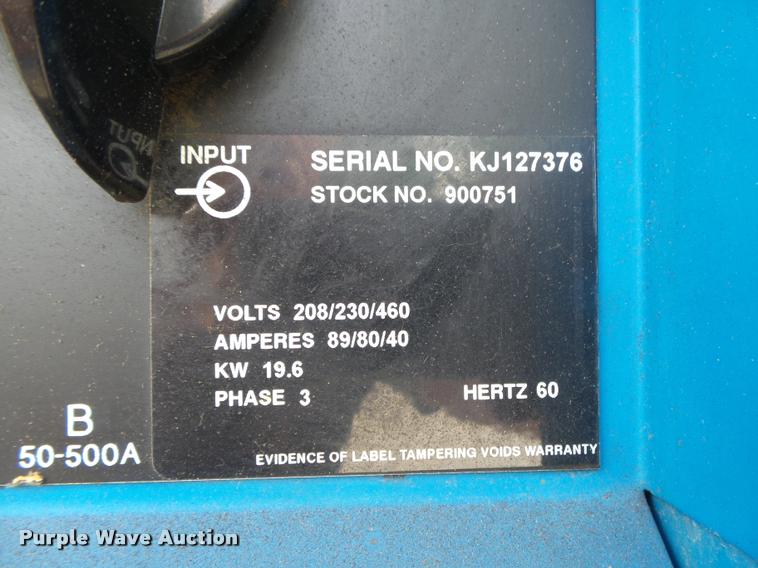 INPUT
SERIAL NO. KJ127376
STOCK NO. 900751
VOLTS 208/230/460
AMPERES 89/80/40
KW 19.6
PHASE 3 HERTZ 60
B
50-500A
EVIDENCE OF LABEL TAMPERING VOIDS WARRANTY
INPUT
Purple Wave Auction